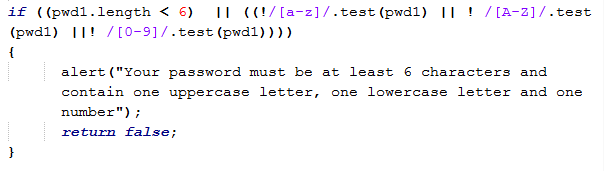 if ((pwd1.length < 6)  || ((!/[a-z]/.test(pwd1) || ! /[A-Z]/.test
(pwd1) ||! /[0-9]/.test(pwd1))))
{
alert("Your password must be at least 6 characters and
contain one uppercase letter, one lowercase letter and one
number");
return false;
}